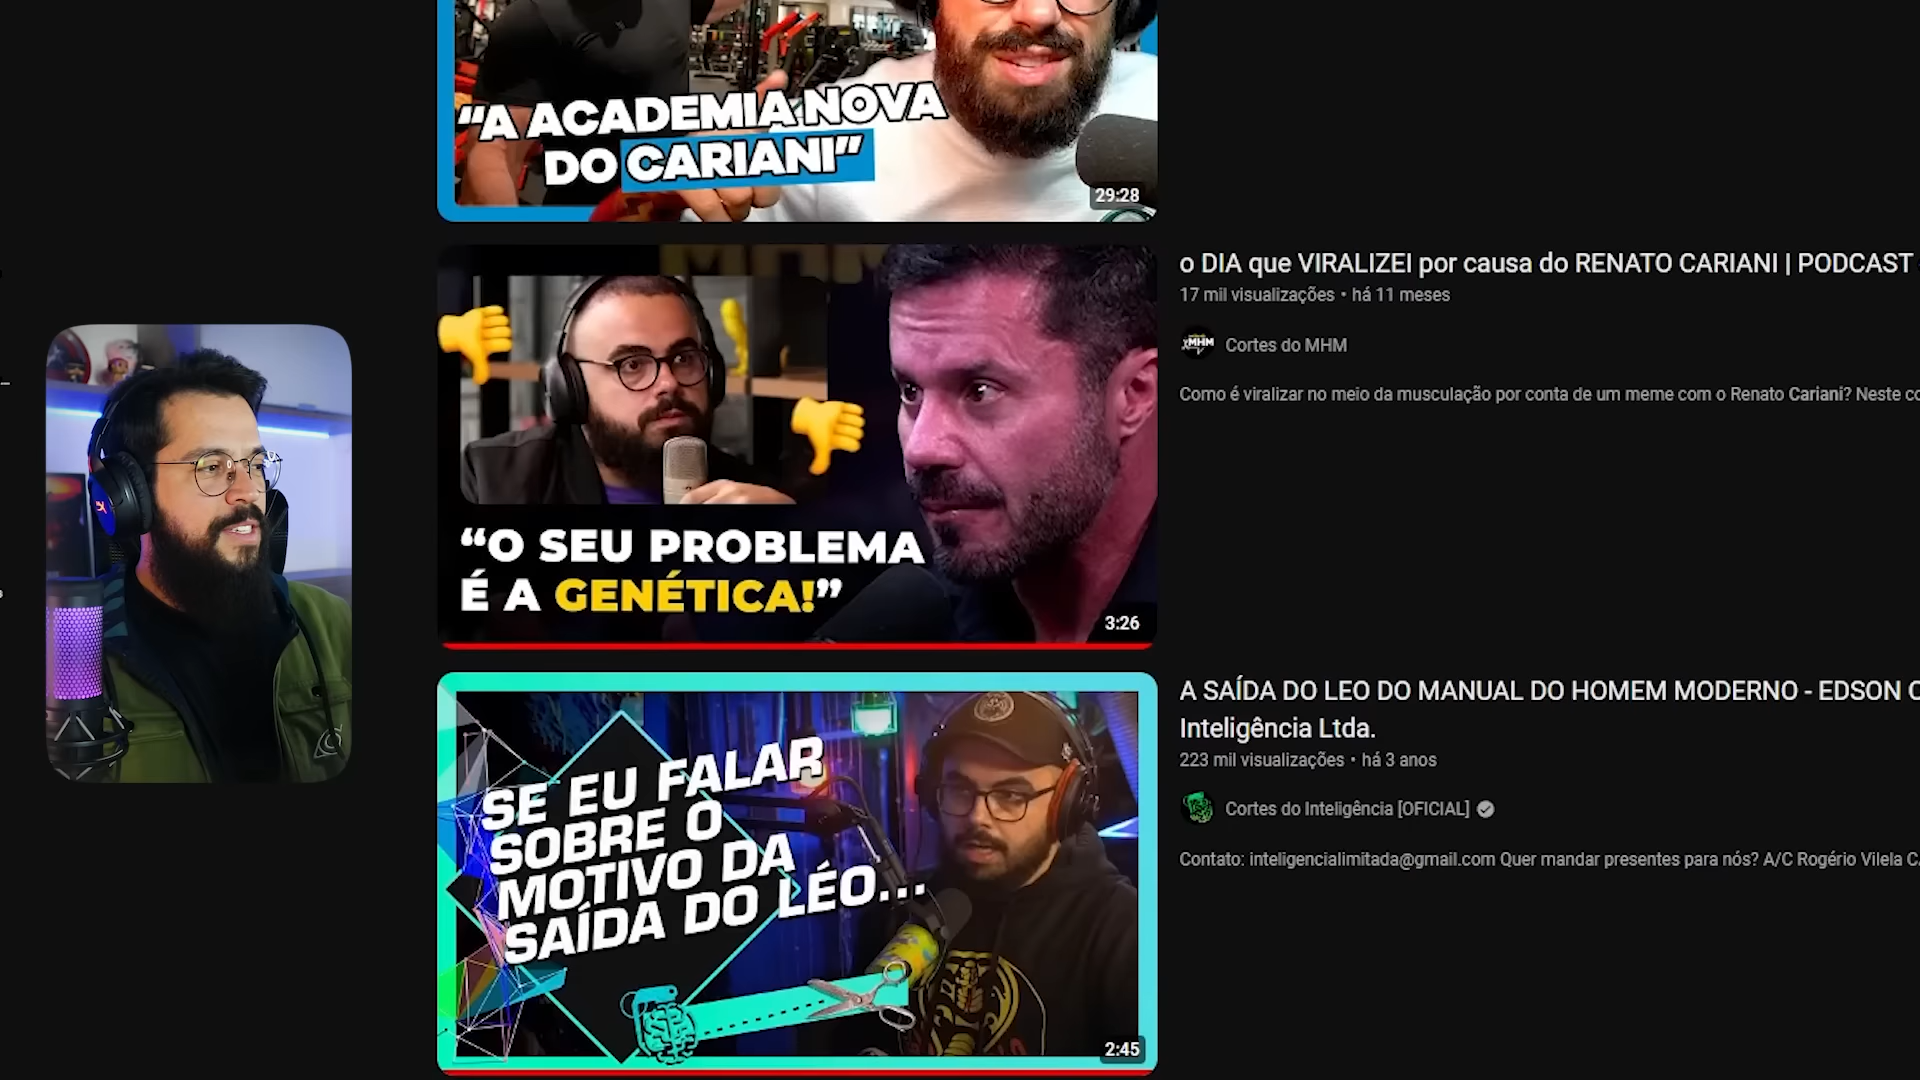 “A ACADEMIA NOVA
DO CARIANI”
29:28
“O SEU PROBLEMA
É A GENÉTICA!”
3:26
o DIA que VIRALIZEI por causa do RENATO CARIANI | PODCAST
17 mil visualizações • há 11 meses
MHM
Cortes do MHM
Como é viralizar no meio da musculação por conta de um meme com o Renato Cariani? Neste
SE EU FALAR
SOBRE O
MOTIVO DA
SAÍDA DO LÉO...
2:45
A SAÍDA DO LEO DO MANUAL DO HOMEM MODERNO - EDSON
Inteligência Ltda.
223 mil visualizações • há 3 anos
Cortes do Inteligência [OFICIAL]
Contato: inteligencialimitada@gmail.com Quer mandar presentes para nós? A/C Rogério Vilela